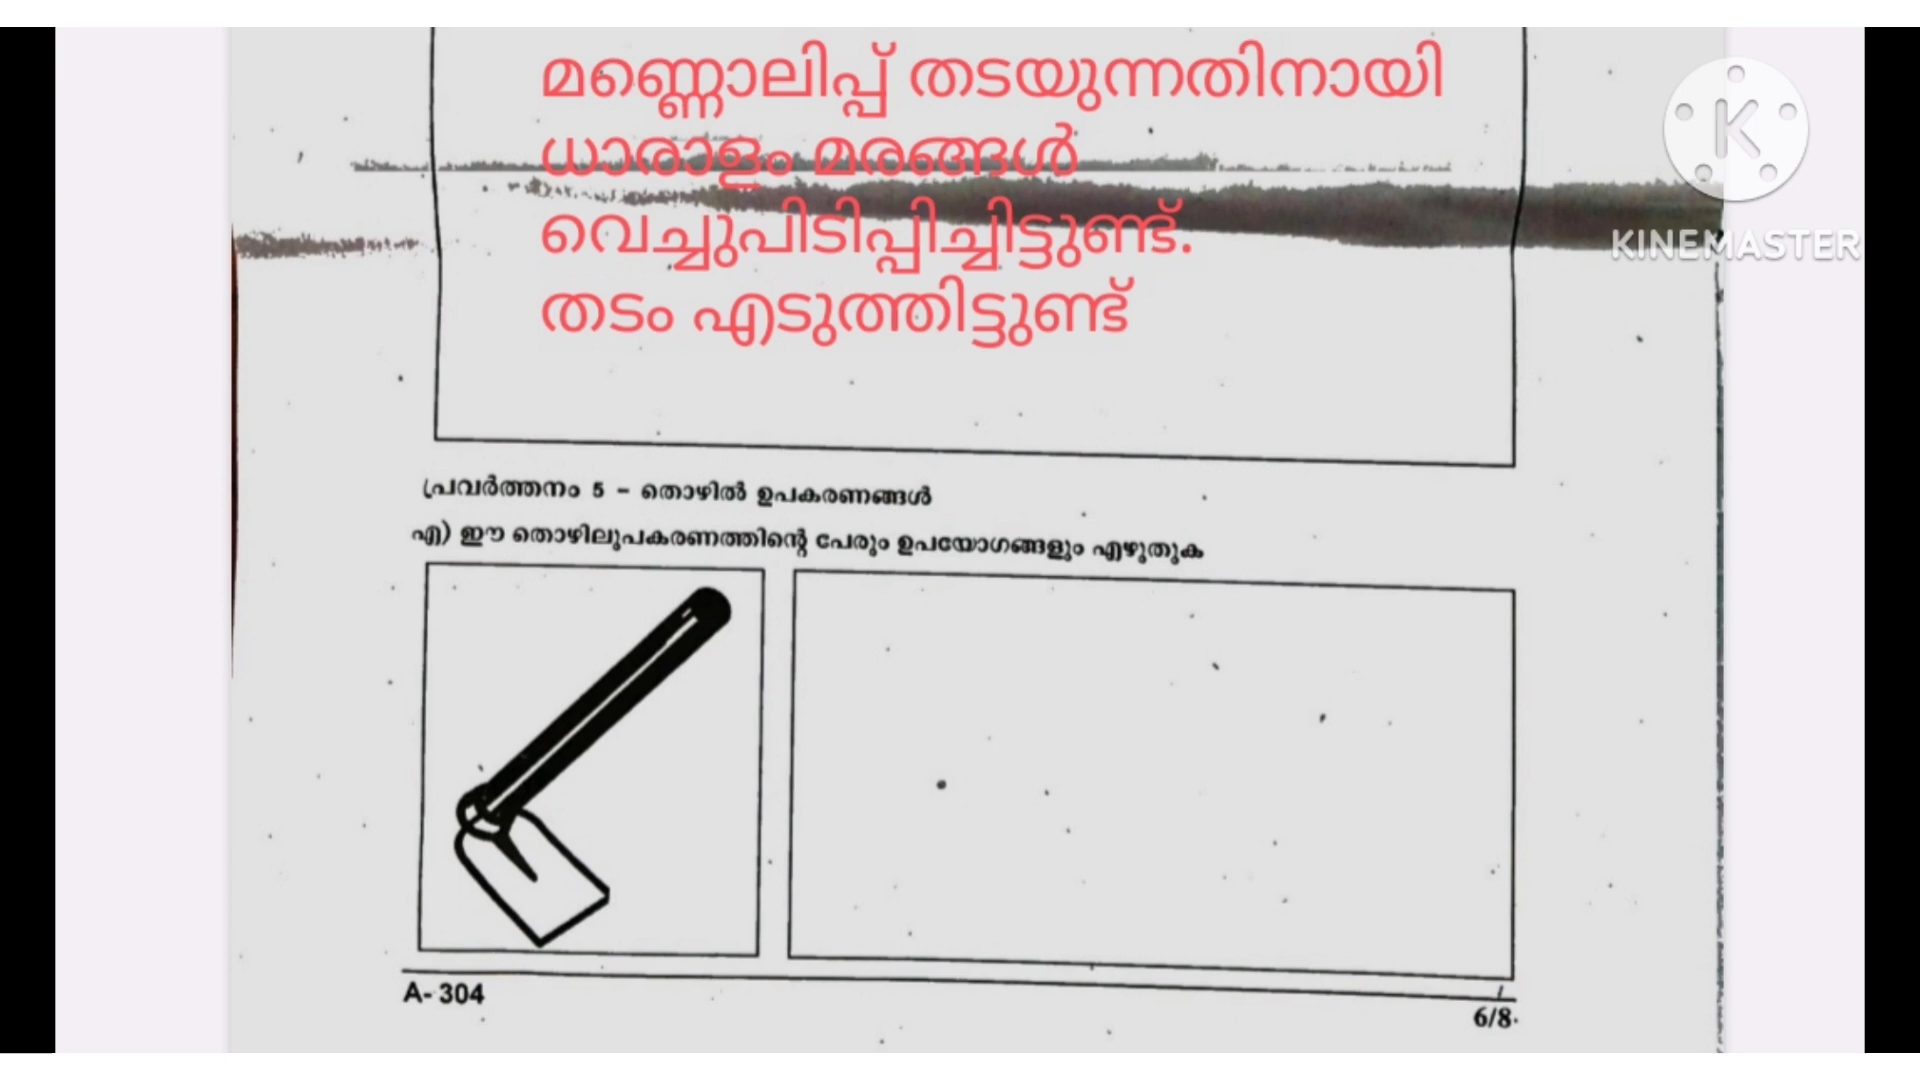 മണ്ണൊലിപ്പ് തടയുന്നതിനായി
ധാരാളം മരങ്ങൾ
വെച്ചുപിടിപ്പിച്ചിട്ടുണ്ട്.
തടം എടുത്തിട്ടുണ്ട്
KINEMASTER
പ്രവർത്തനം 5 - തൊഴിൽ ഉപകരണങ്ങൾ
എ) ഈ തൊഴിലുപകരണത്തിന്റെ പേരും ഉപയോഗങ്ങളും എഴുതുക
A-304
6/8